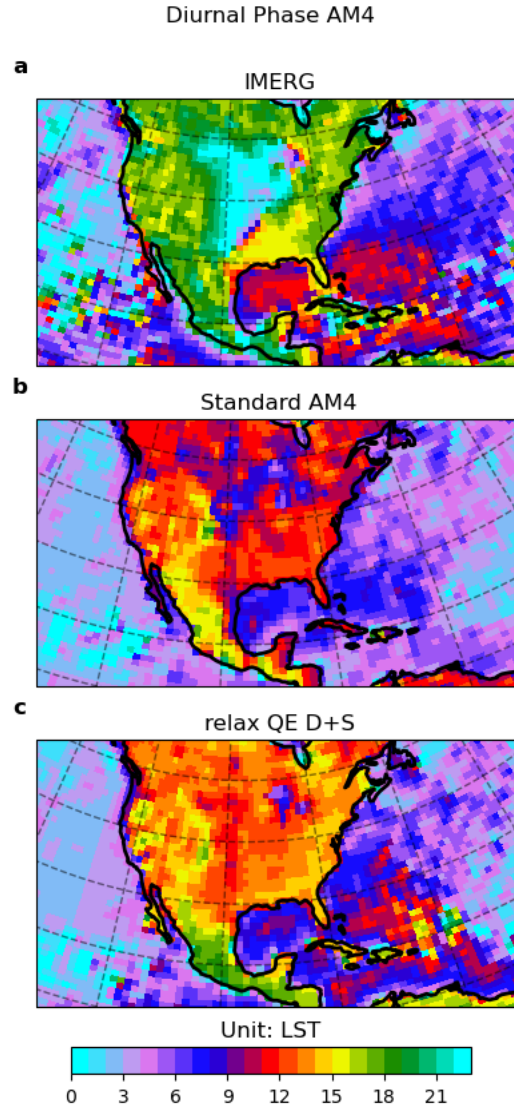 Diurnal Phase AM4
a
IMERG
b
Standard AM4
c
relax QE D+S
Unit: LST
0 3 6 9 12 15 18 21